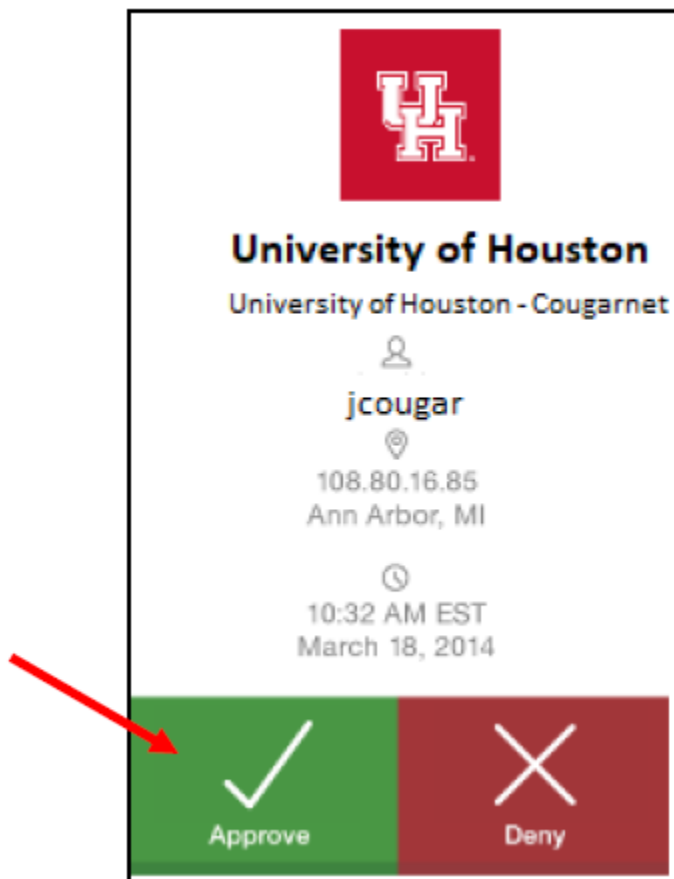 UH
University of Houston
University of Houston - Cougarnet
jcougar
108.80.16.85
Ann Arbor, MI
10:32 AM EST
March 18, 2014
Approve
Deny